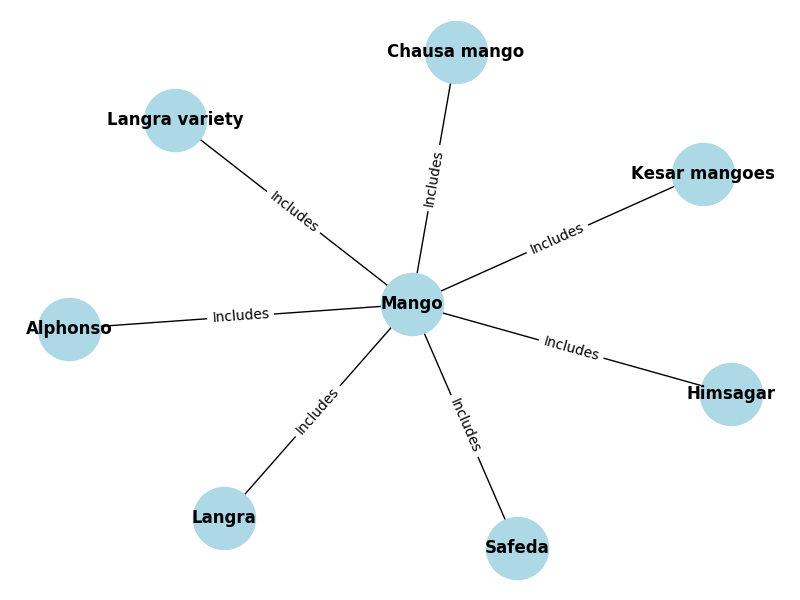 Chausa mango
Langra variety
Includes
Kesar mangoes
Includes
Includes
Mango
Includes
Alphonso
Includes
Himsagar
Includes
Includes
Langra
Safeda